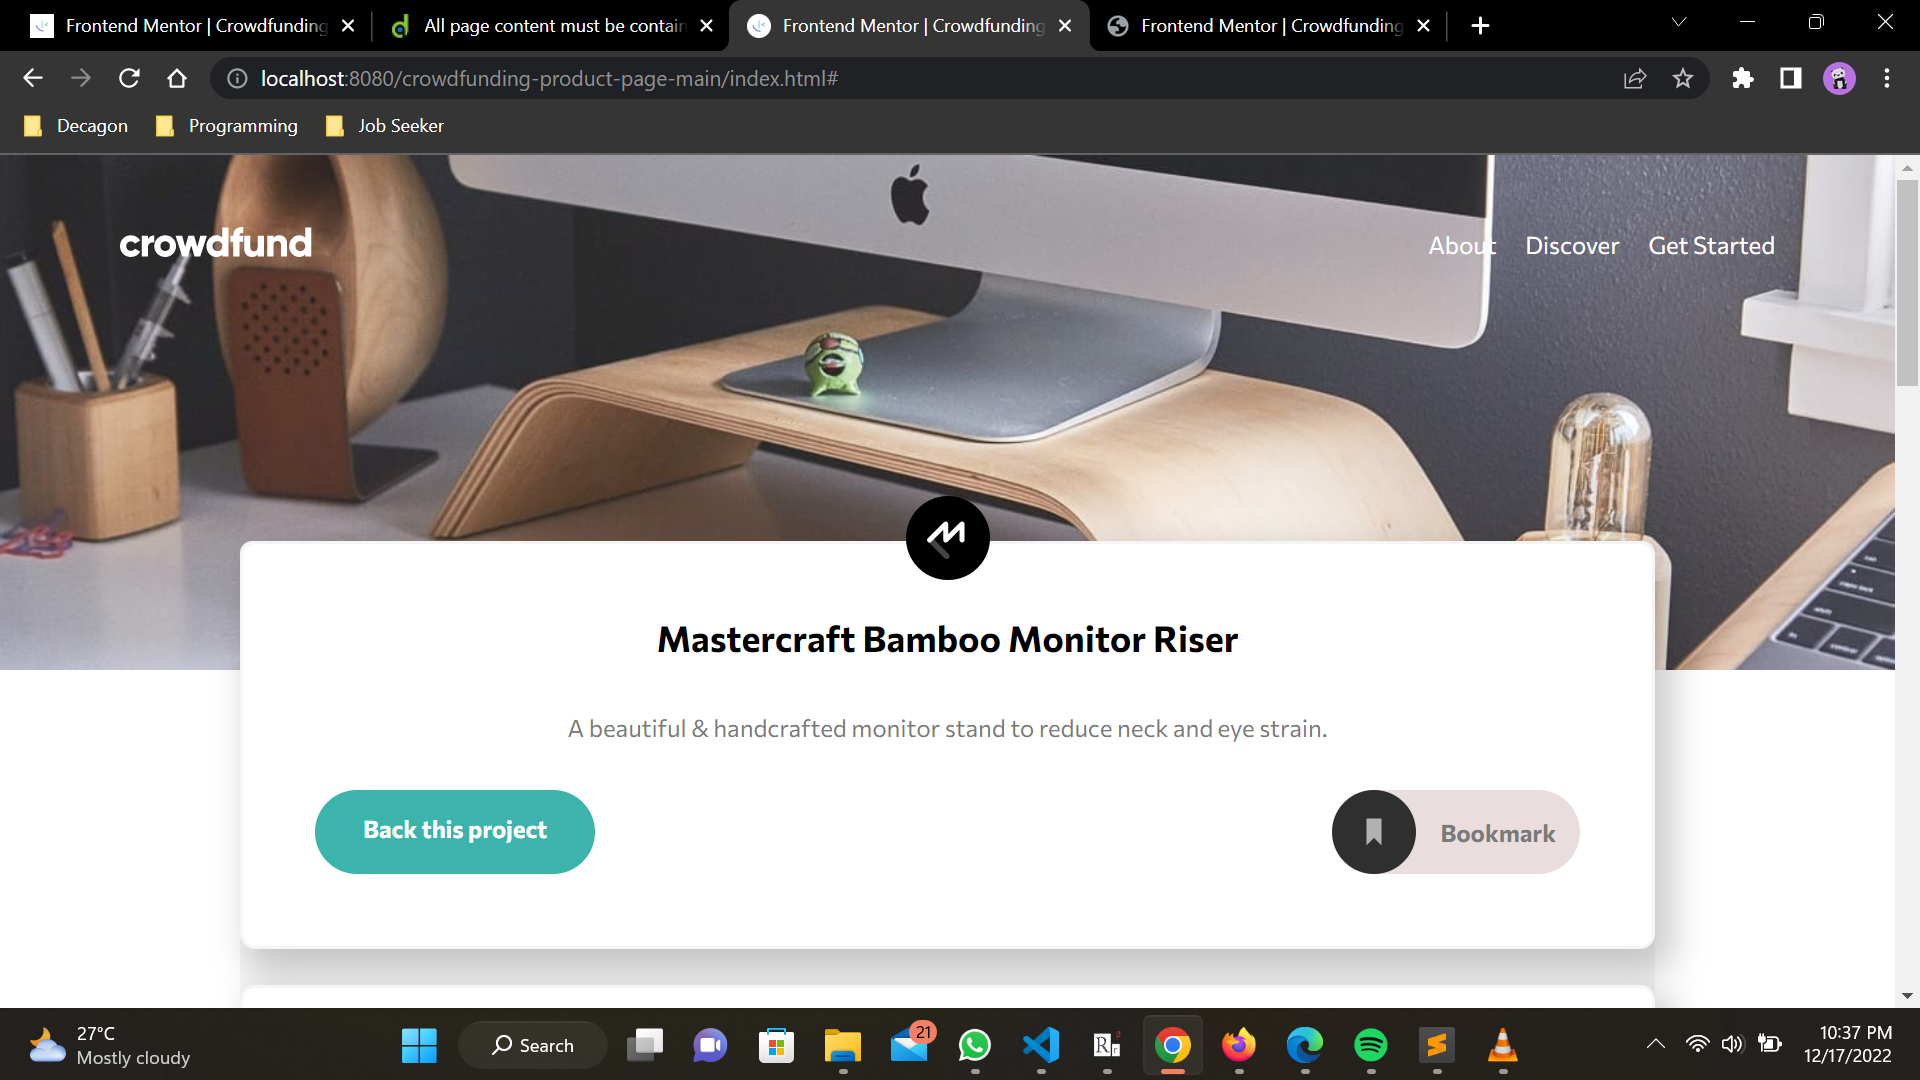 Frontend Mentor | Crowdfunding
All page content must be contain
Frontend Mentor | Crowdfunding
Frontend Mentor | Crowdfunding
localhost:8080/crowdfunding-product-page-main/index.html#
Decagon
Programming
Job Seeker
crowdfund
About
Discover
Get Started
Mastercraft Bamboo Monitor Riser
A beautiful & handcrafted monitor stand to reduce neck and eye strain.
Back this project
Bookmark
27°C
Mostly cloudy
Search
21
10:37 PM
12/17/2022